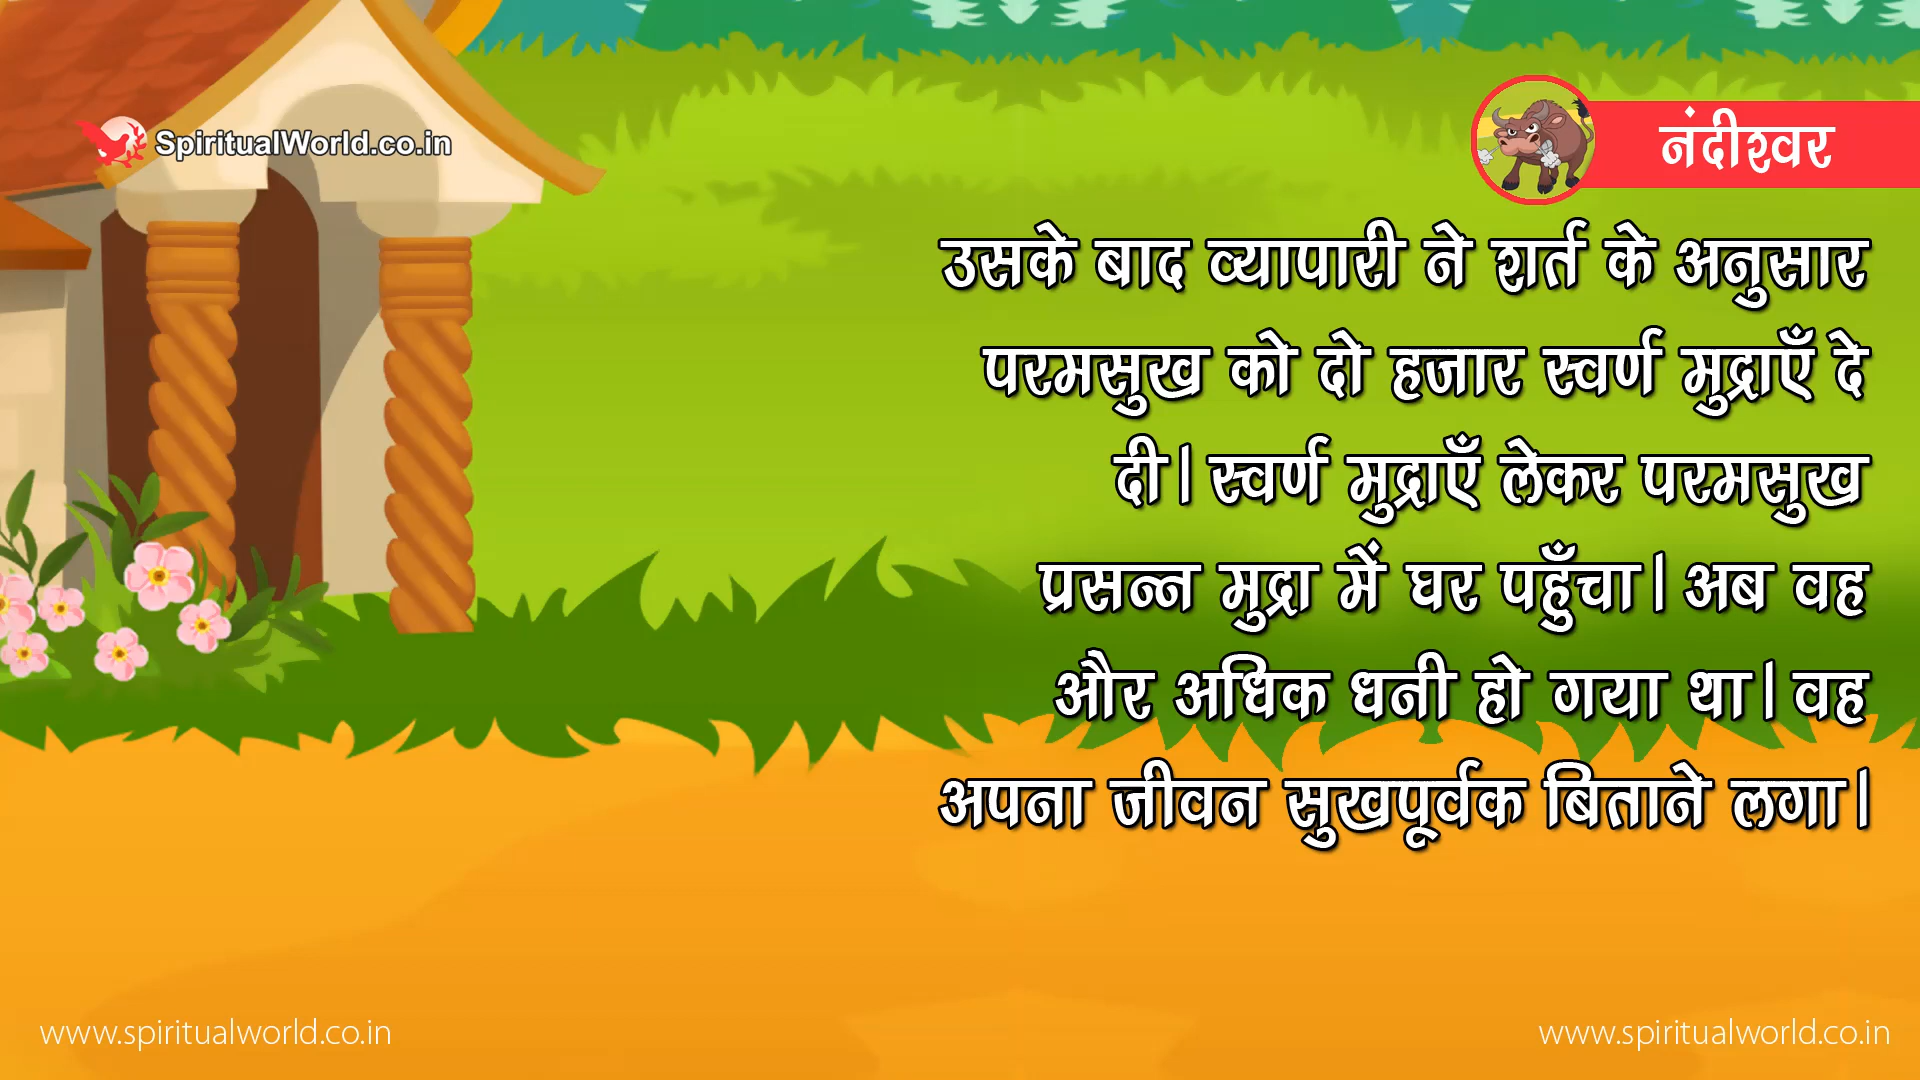 SpiritualWorld.co.in
नंदीश्वर
उसके बाद व्यापारी ने शर्त के अनुसार
परमसुख को दो हजार स्वर्ण मुद्राएँ दे
दी। स्वर्ण मुद्राएँ लेकर परमसुख
प्रसन्न मुद्रा में घर पहुँचा। अब वह
और अधिक धनी हो गया था। वह
अपना जीवन सुखपूर्वक बिताने लगा।
www.spiritualworld.co.in
www.spiritualworld.co.in